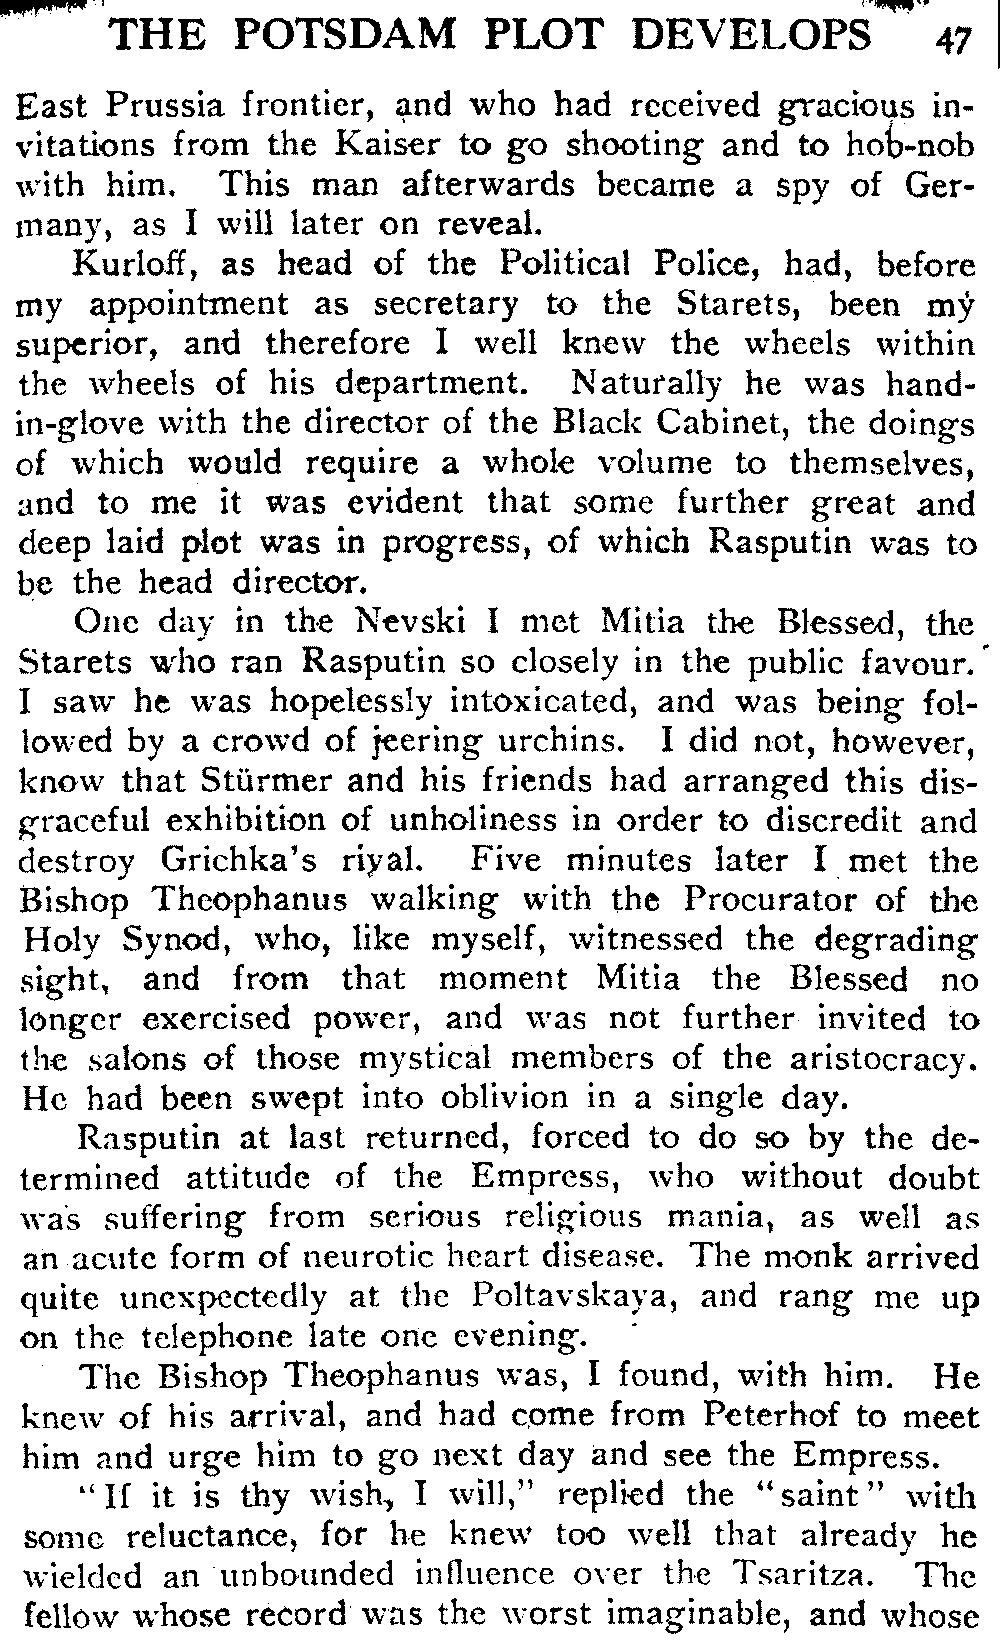 THE POTSDAM PLOT DEVELOPS 47
East Prussia frontier, and who had received gracious in-
vitations from the Kaiser to go shooting and to hob-nob
with him. This man afterwards became a spy of Ger-
many, as I will later on reveal.
Kurloff, as head of the Political Police, had, before
my appointment as secretary to the Starets, been my
superior, and therefore I well knew the wheels within
the wheels of his department. Naturally he was hand-
in-glove with the director of the Black Cabinet, the doings
of which would require a whole volume to themselves,
and to me it was evident that some further great and
deep laid plot was in progress, of which Rasputin was to
be the head director.
One day in the Nevski I met Mitia the Blessed, the
Starets who ran Rasputin so closely in the public favour.
I saw he was hopelessly intoxicated, and was being fol-
lowed by a crowd of jeering urchins. I did not, however,
know that Stürmer and his friends had arranged this dis-
graceful exhibition of unholiness in order to discredit and
destroy Grichka's rival. Five minutes later I met the
Bishop Theophanus walking with the Procurator of the
Holy Synod, who, like myself, witnessed the degrading
sight, and from that moment Mitia the Blessed no
longer exercised power, and was not further invited to
the salons of those mystical members of the aristocracy.
He had been swept into oblivion in a single day.
Rasputin at last returned, forced to do so by the de-
termined attitude of the Empress, who without doubt
was suffering from serious religious mania, as well as
an acute form of neurotic heart disease. The monk arrived
quite unexpectedly at the Poltavskaya, and rang me up
on the telephone late one evening.
The Bishop Theophanus was, I found, with him. He
knew of his arrival, and had come from Peterhof to meet
him and urge him to go next day and see the Empress.
"If it is thy wish, I will," replied the "saint" with
some reluctance, for he knew too well that already he
wielded an unbounded influence over the Tsaritza. The
fellow whose record was the worst imaginable, and whose